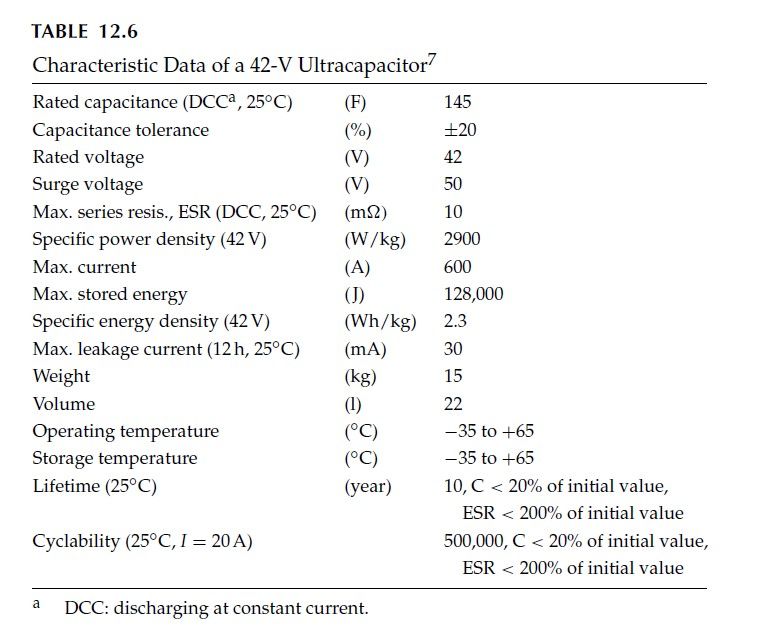 TABLE 12.6
Characteristic Data of a 42-V Ultracapacitor7
Rated capacitance (DCCa, 25°C) (F) 145
Capacitance tolerance (%) ±20
Rated voltage (V) 42
Surge voltage (V) 50
Max. series resis., ESR (DCC, 25°C) (mΩ) 10
Specific power density (42 V) (W/kg) 2900
Max. current (A) 600
Max. stored energy (J) 128,000
Specific energy density (42 V) (Wh/kg) 2.3
Max. leakage current (12 h, 25°C) (mA) 30
Weight (kg) 15
Volume (l) 22
Operating temperature (°C) −35 to +65
Storage temperature (°C) −35 to +65
Lifetime (25°C) (year) 10, C < 20% of initial value,
ESR < 200% of initial value
Cyclability (25°C, I = 20 A) 500,000, C < 20% of initial value,
ESR < 200% of initial value
a DCC: discharging at constant current.